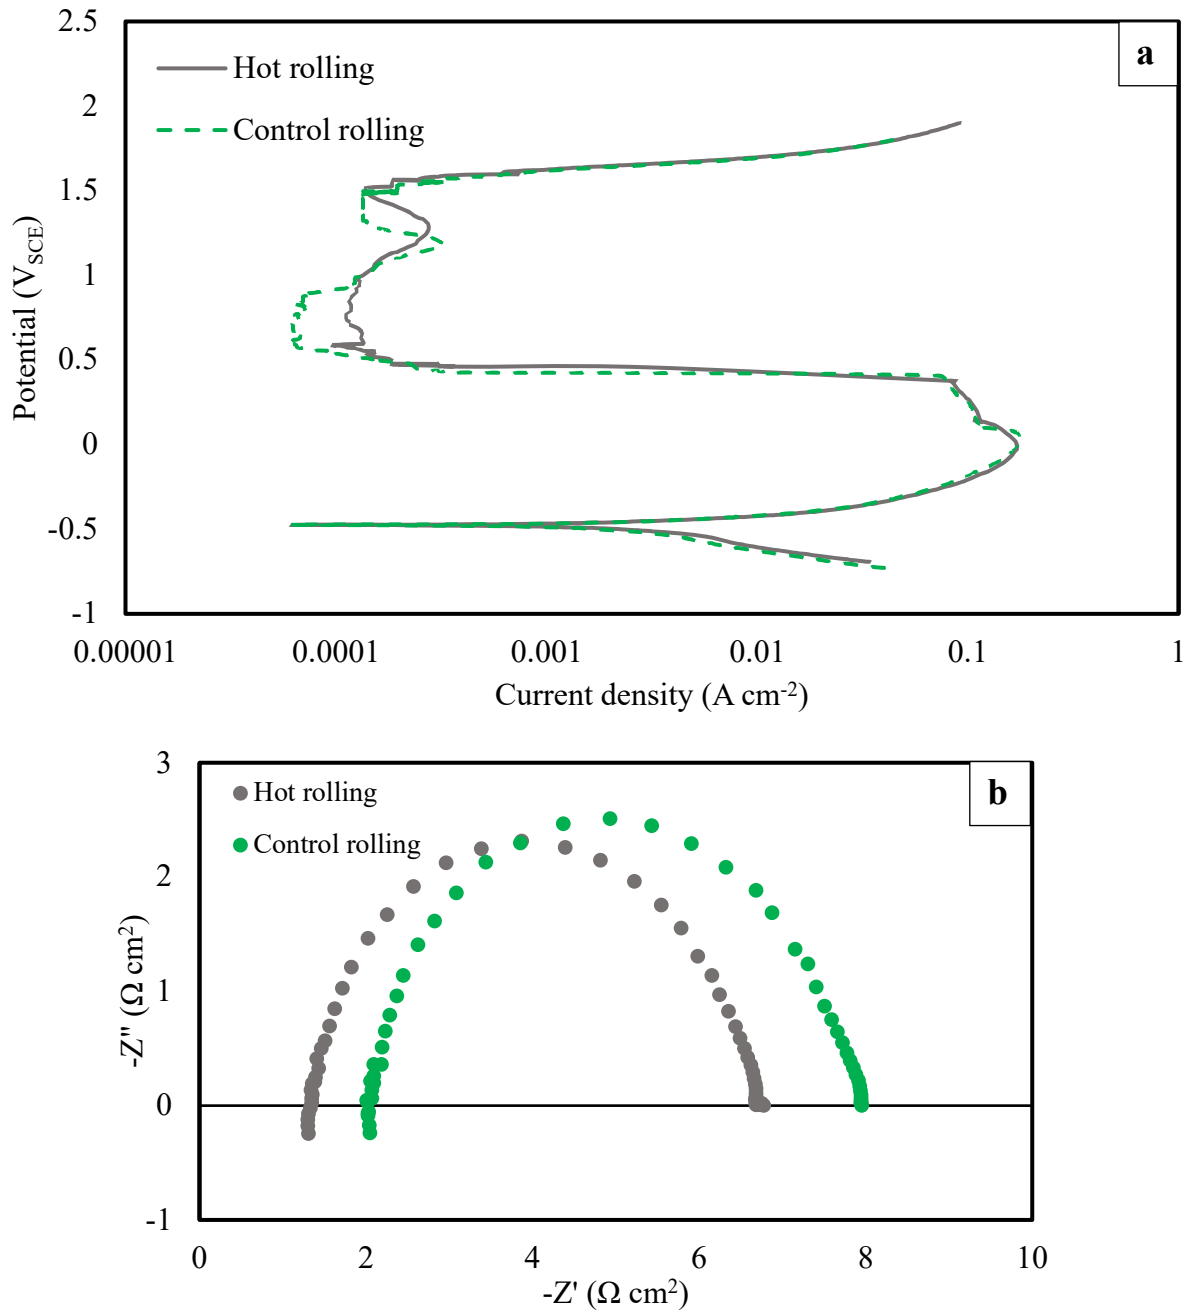 2.5
2
1.5
1
0.5
0
-0.5
-1
Potential (V_SCE)
Hot rolling
Control rolling
a
0.00001 0.0001 0.001 0.01 0.1 1
Current density (A cm⁻²)
3
2
1
0
-1
-Z" (Ω cm²)
Hot rolling
Control rolling
b
0 2 4 6 8 10
-Z' (Ω cm²)